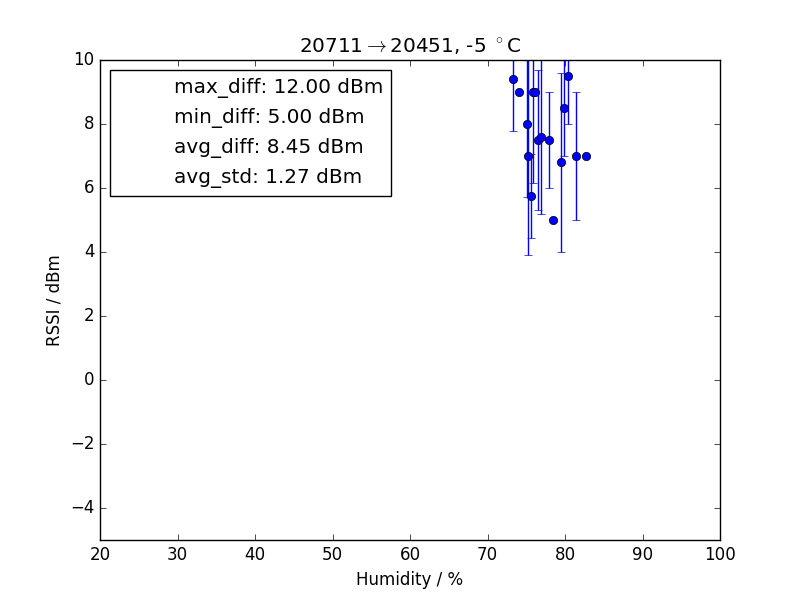 20711→20451, -5 °C
max_diff: 12.00 dBm
min_diff: 5.00 dBm
avg_diff: 8.45 dBm
avg_std: 1.27 dBm
10
8
6
4
2
0
−2
−4
RSSI / dBm
20 30 40 50 60 70 80 90 100
Humidity / %